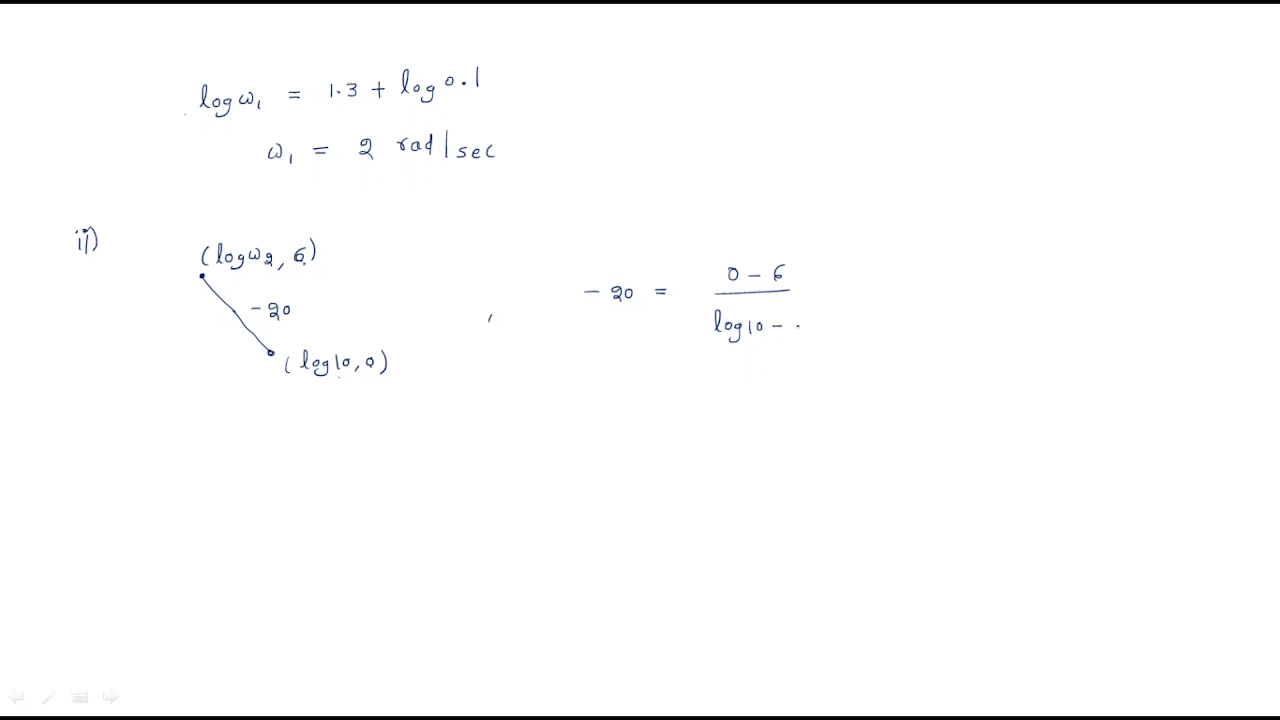 log ω₁ = 1.3 + log 0.1
ω₁ = 2 rad/sec
ii)
(log ω₂, 6)
-20
(log 10, 0)
, -20 = 0 - 6
log 10 -